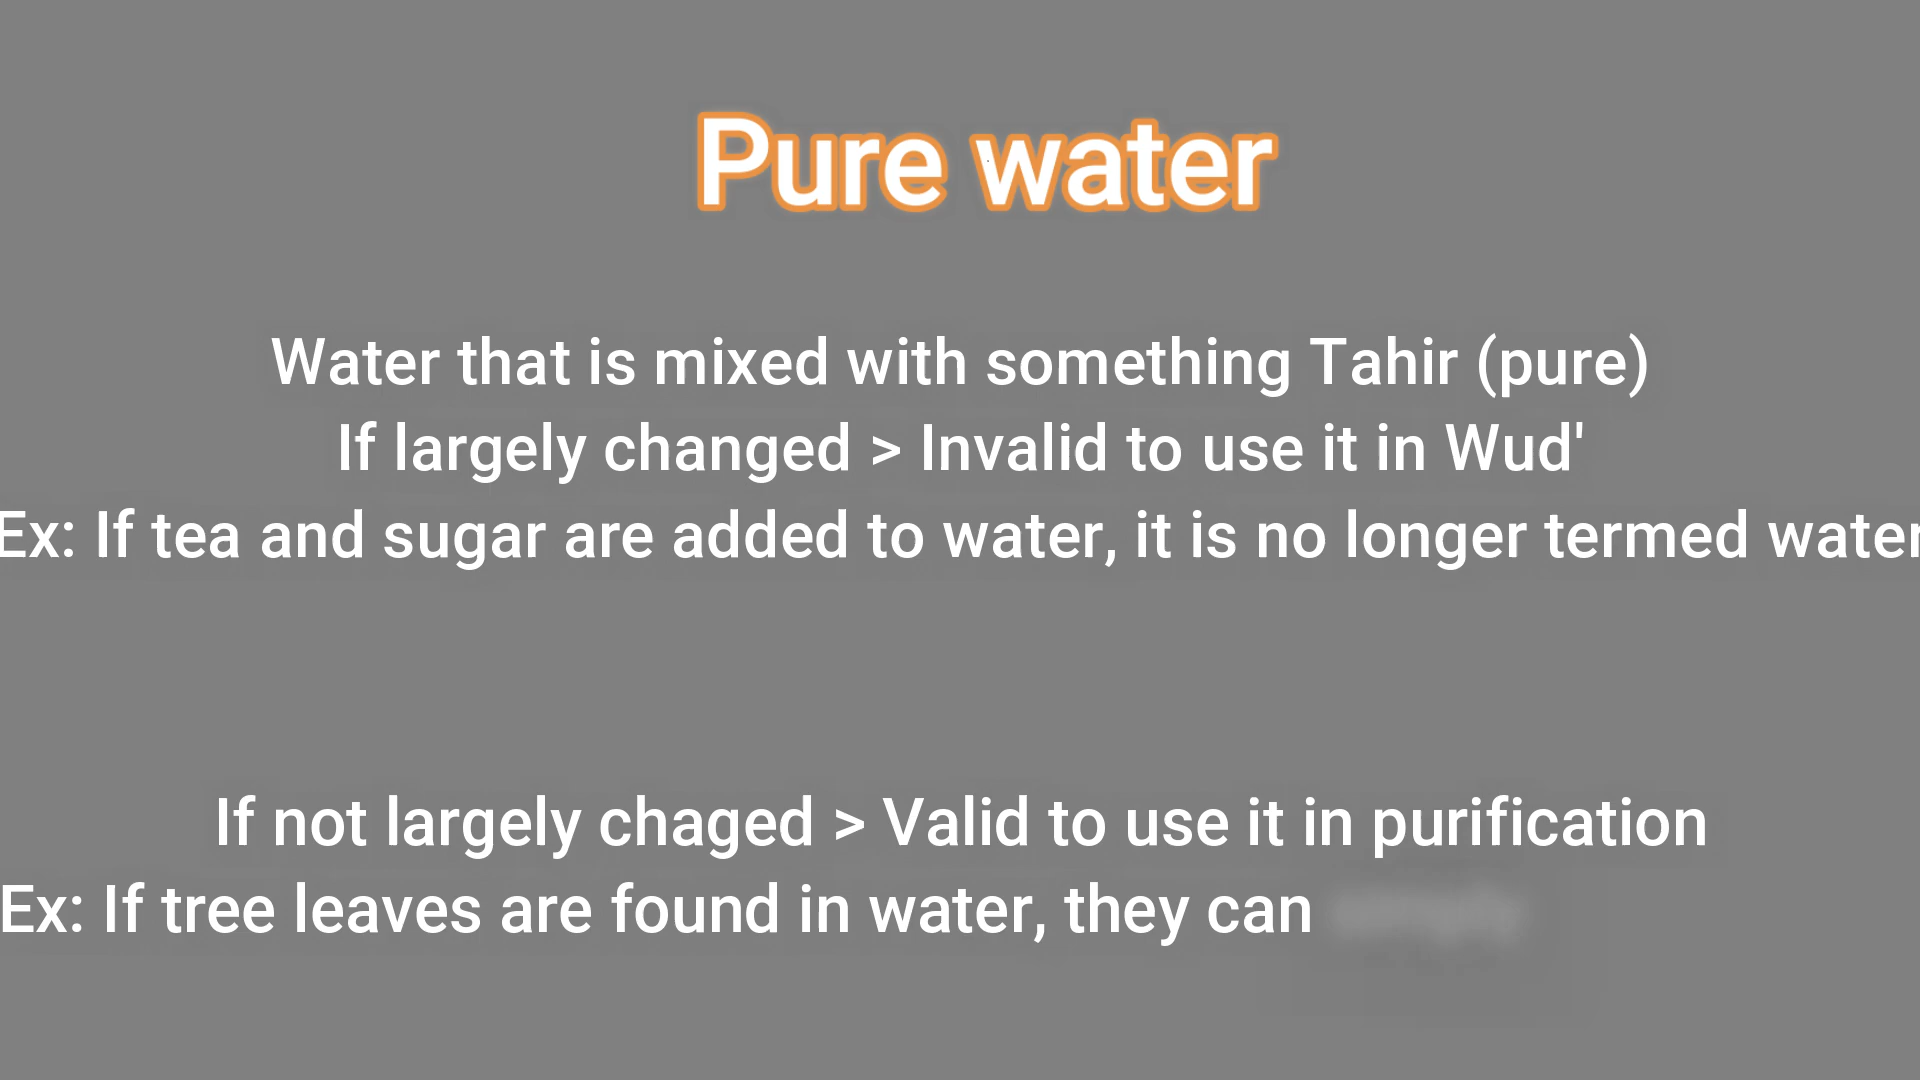 Pure water
Water that is mixed with something Tahir (pure)
If largely changed > Invalid to use it in Wud'
Ex: If tea and sugar are added to water, it is no longer termed water
If not largely chaged > Valid to use it in purification
Ex: If tree leaves are found in water, they can